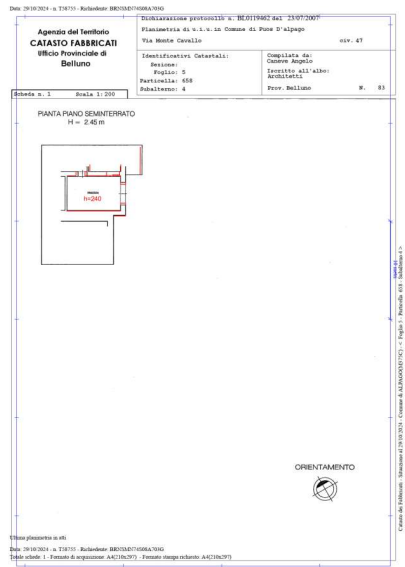 Data: 29/10/2024 - n. T58755 - Richiedente: BRNSMN74S08A703G
Agenzia del Territorio
CATASTO FABBRICATI
Ufficio Provinciale di
Belluno
Dichiarazione protocollo n. BL0119462 del 23/07/2007
Planimetria di u.i.u. in Comune di Puos D'alpago
Via Monte Cavallo civ. 47
Identificativi Catastali:
Sezione:
Foglio: 5
Particella: 658
Subalterno: 4
Compilata da:
Caneve Angelo
Iscritto all'albo:
Architetti
Prov. Belluno N. 83
Scheda n. 1 Scala 1:200
PIANTA PIANO SEMINTERRATO
H = 2.45 m
h=240
ORIENTAMENTO
Catasto dei Fabbricati - Situazione al 29/10/2024 - Comune di ALPAGO(M375C) - < Foglio 5 - Particella 658 - Subalterno 4 >
Ultima planimetria in atti
Data: 29/10/2024 - n. T58755 - Richiedente: BRNSMN74S08A703G
Totale schede: 1 - Formato di acquisizione: A4(210x297) - Formato stampa richiesto: A4(210x297)